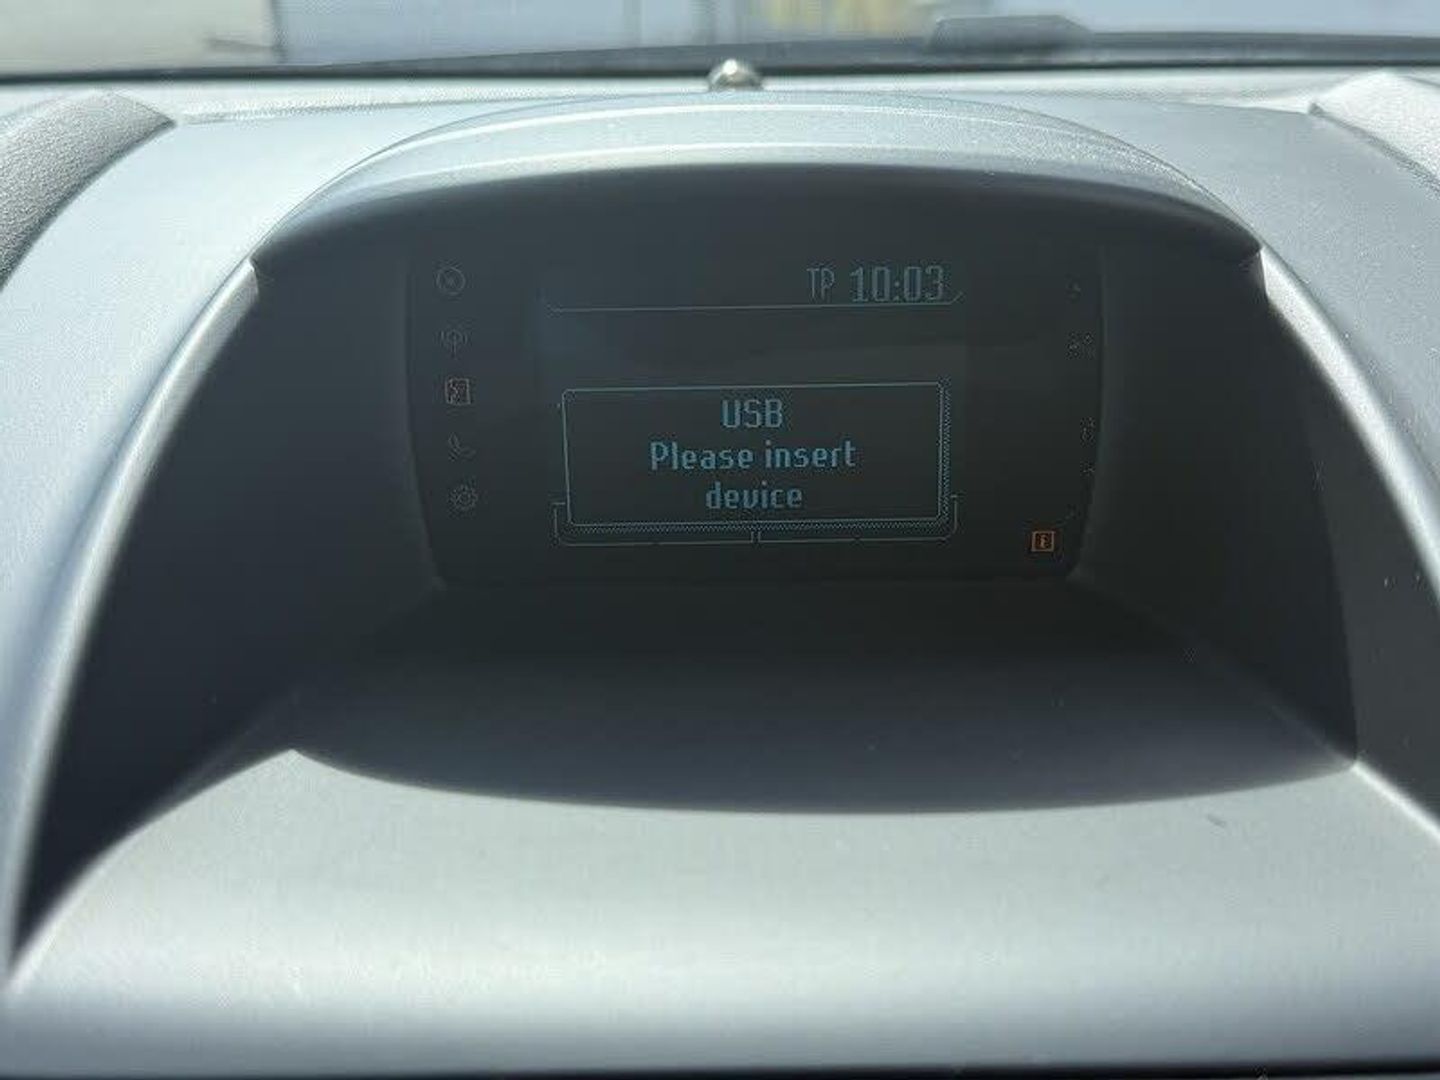 TP 10:03
USB
Please insert
device
i